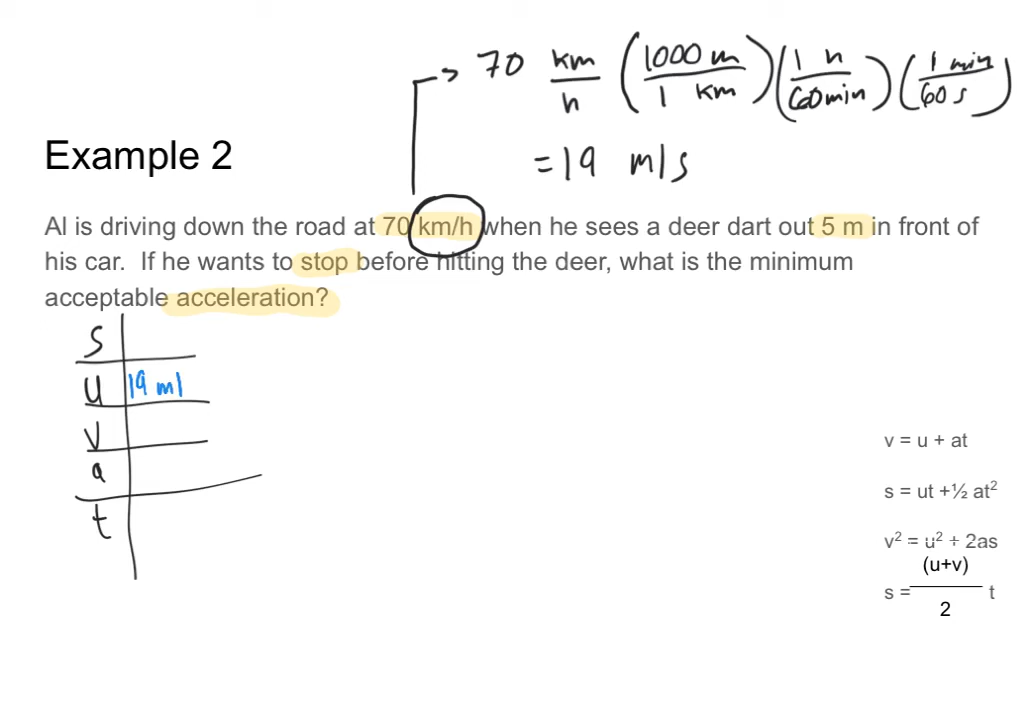 → 70 km/h (1000 m / 1 km)(1 h / 60 min)(1 min / 60 s)
= 19 m/s
Example 2
Al is driving down the road at 70 km/h when he sees a deer dart out 5 m in front of
his car. If he wants to stop before hitting the deer, what is the minimum
acceptable acceleration?
s
u 19 m/
v
a
t
v = u + at
s = ut +½ at²
v² = u² + 2as
s = (u+v)/2 t